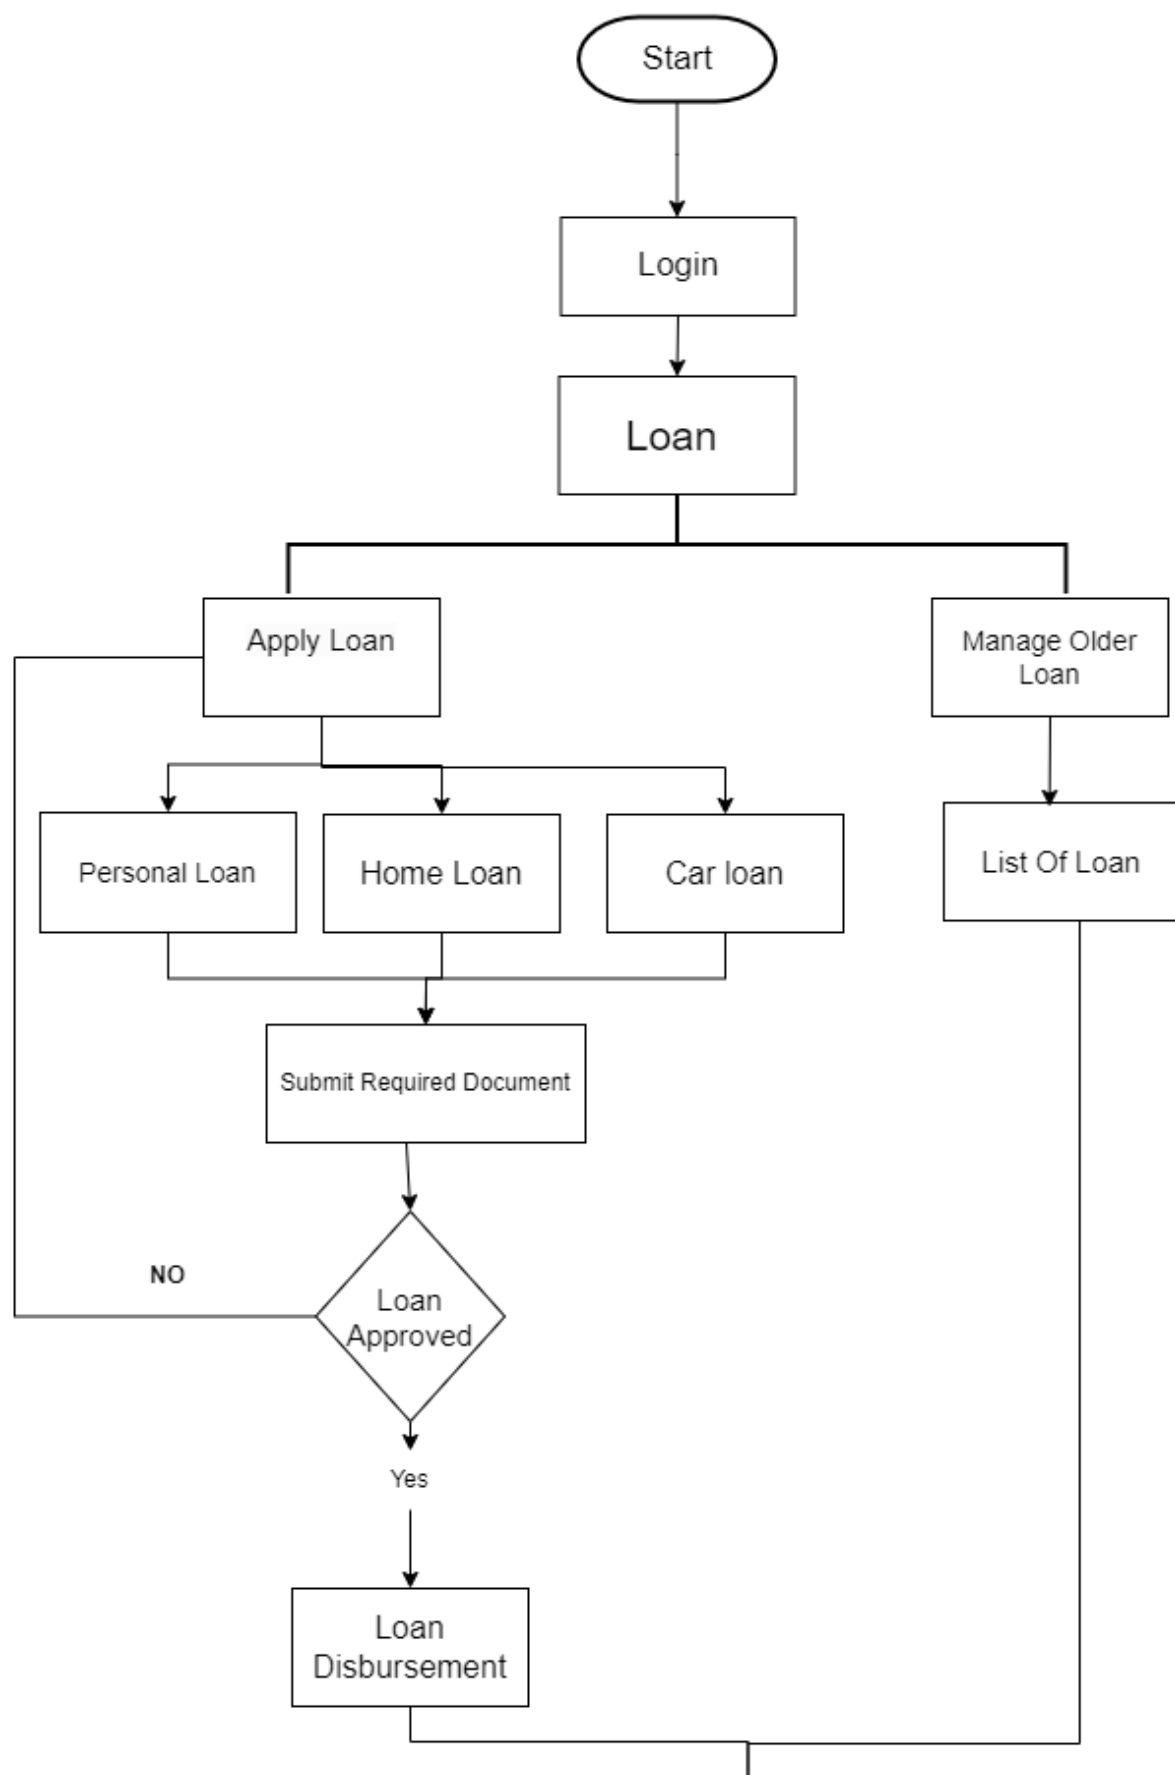 Start
Login
Loan
Apply Loan
Manage Older
Loan
Personal Loan
Home Loan
Car loan
List Of Loan
Submit Required Document
NO
Loan
Approved
Yes
Loan
Disbursement